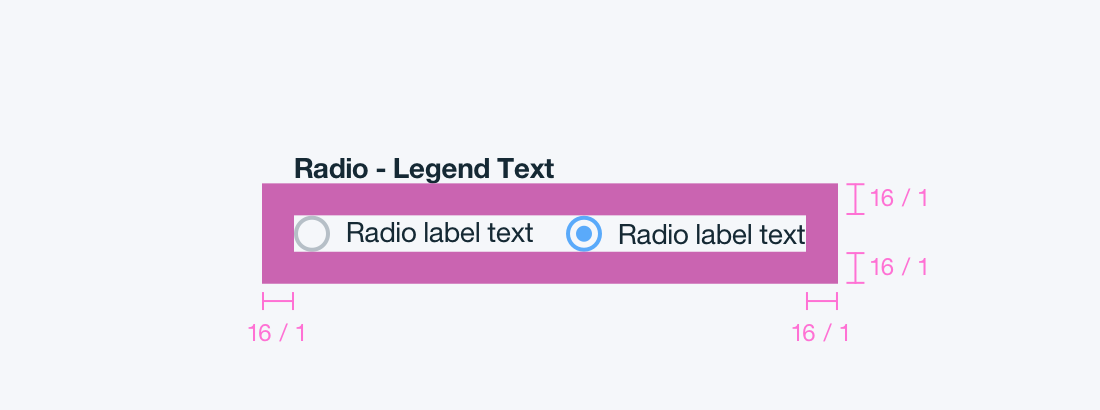 Radio - Legend Text
16 / 1
Radio label text Radio label text
16 / 1
16 / 1 16 / 1